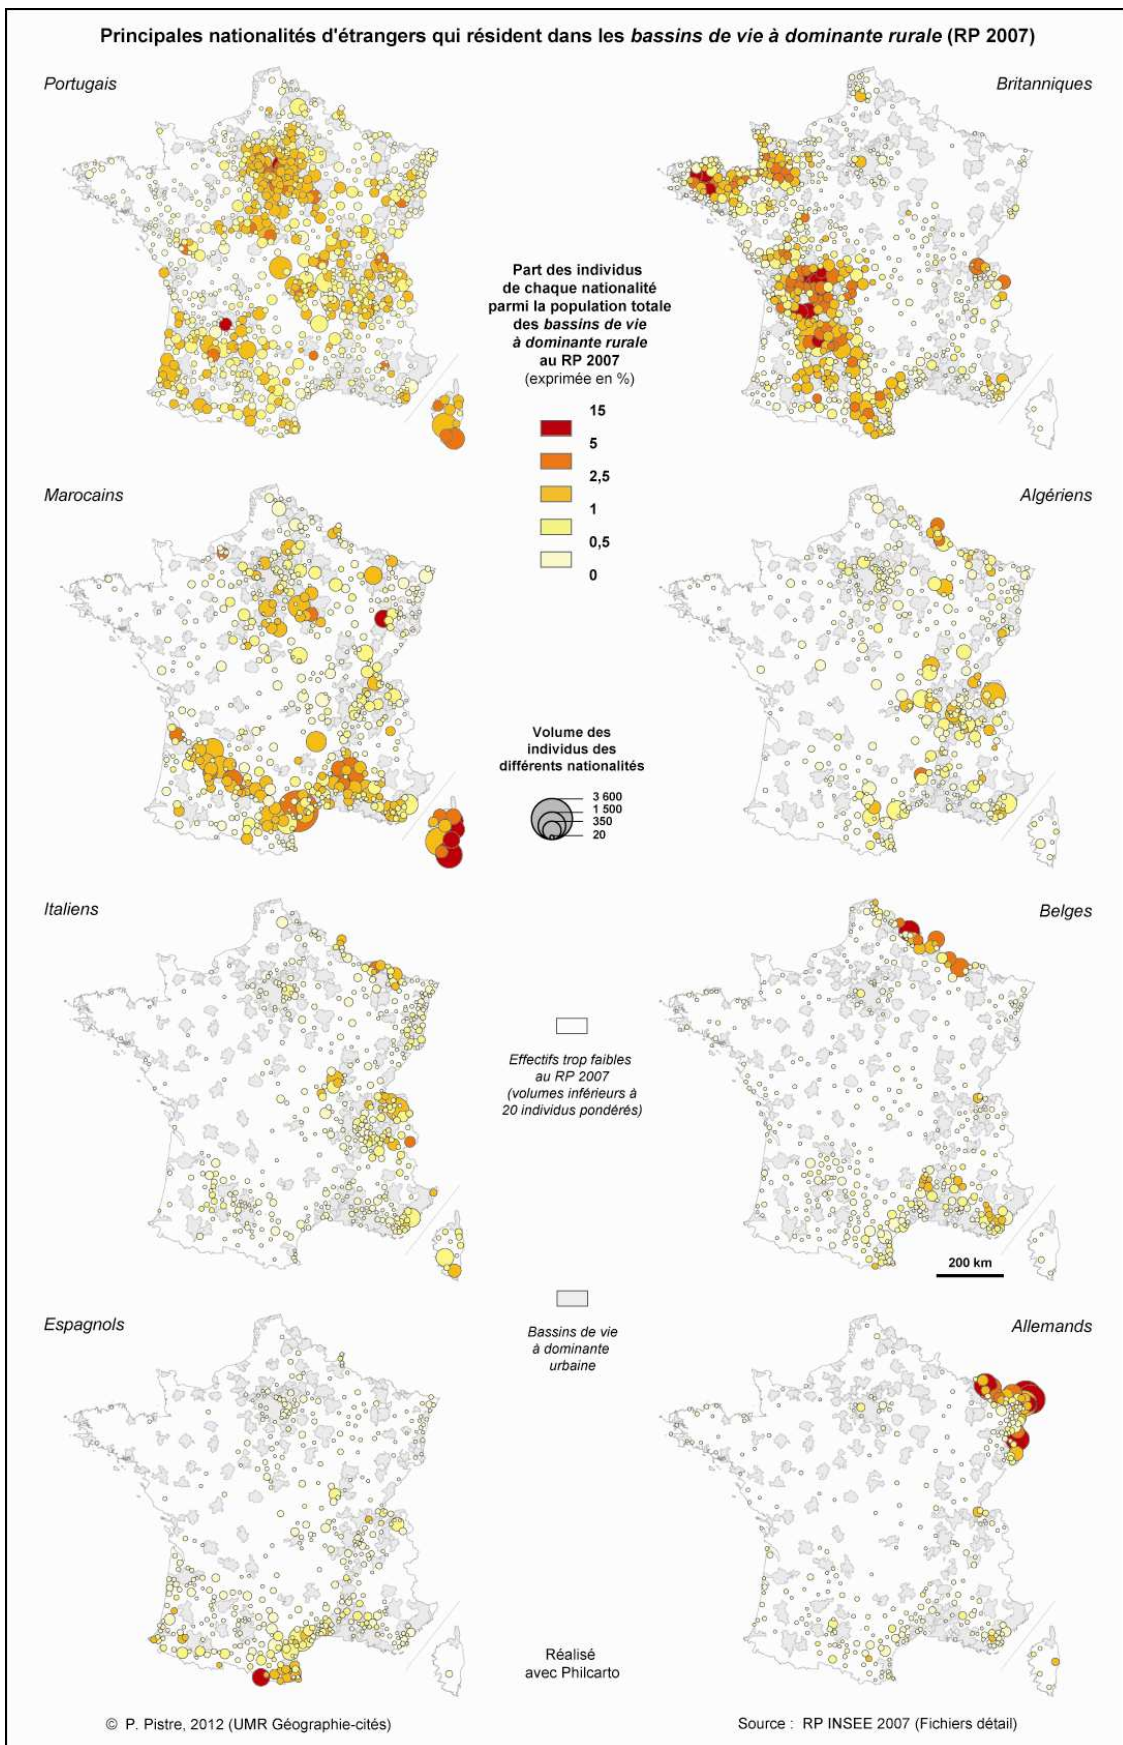 Principales nationalités d'étrangers qui résident dans les bassins de vie à dominante rurale (RP 2007)
Portugais
Britanniques
Part des individus
de chaque nationalité
parmi la population totale
des bassins de vie
à dominante rurale
au RP 2007
(exprimée en %)
15
5
2,5
1
0,5
0
Marocains
Algériens
Volume des
individus des
différents nationalités
3 600
1 500
350
20
Italiens
Belges
Effectifs trop faibles
au RP 2007
(volumes inférieurs à
20 individus pondérés)
200 km
Espagnols
Allemands
Bassins de vie
à dominante
urbaine
Réalisé
avec Philcarto
© P. Pistre, 2012 (UMR Géographie-cités)
Source : RP INSEE 2007 (Fichiers détail)